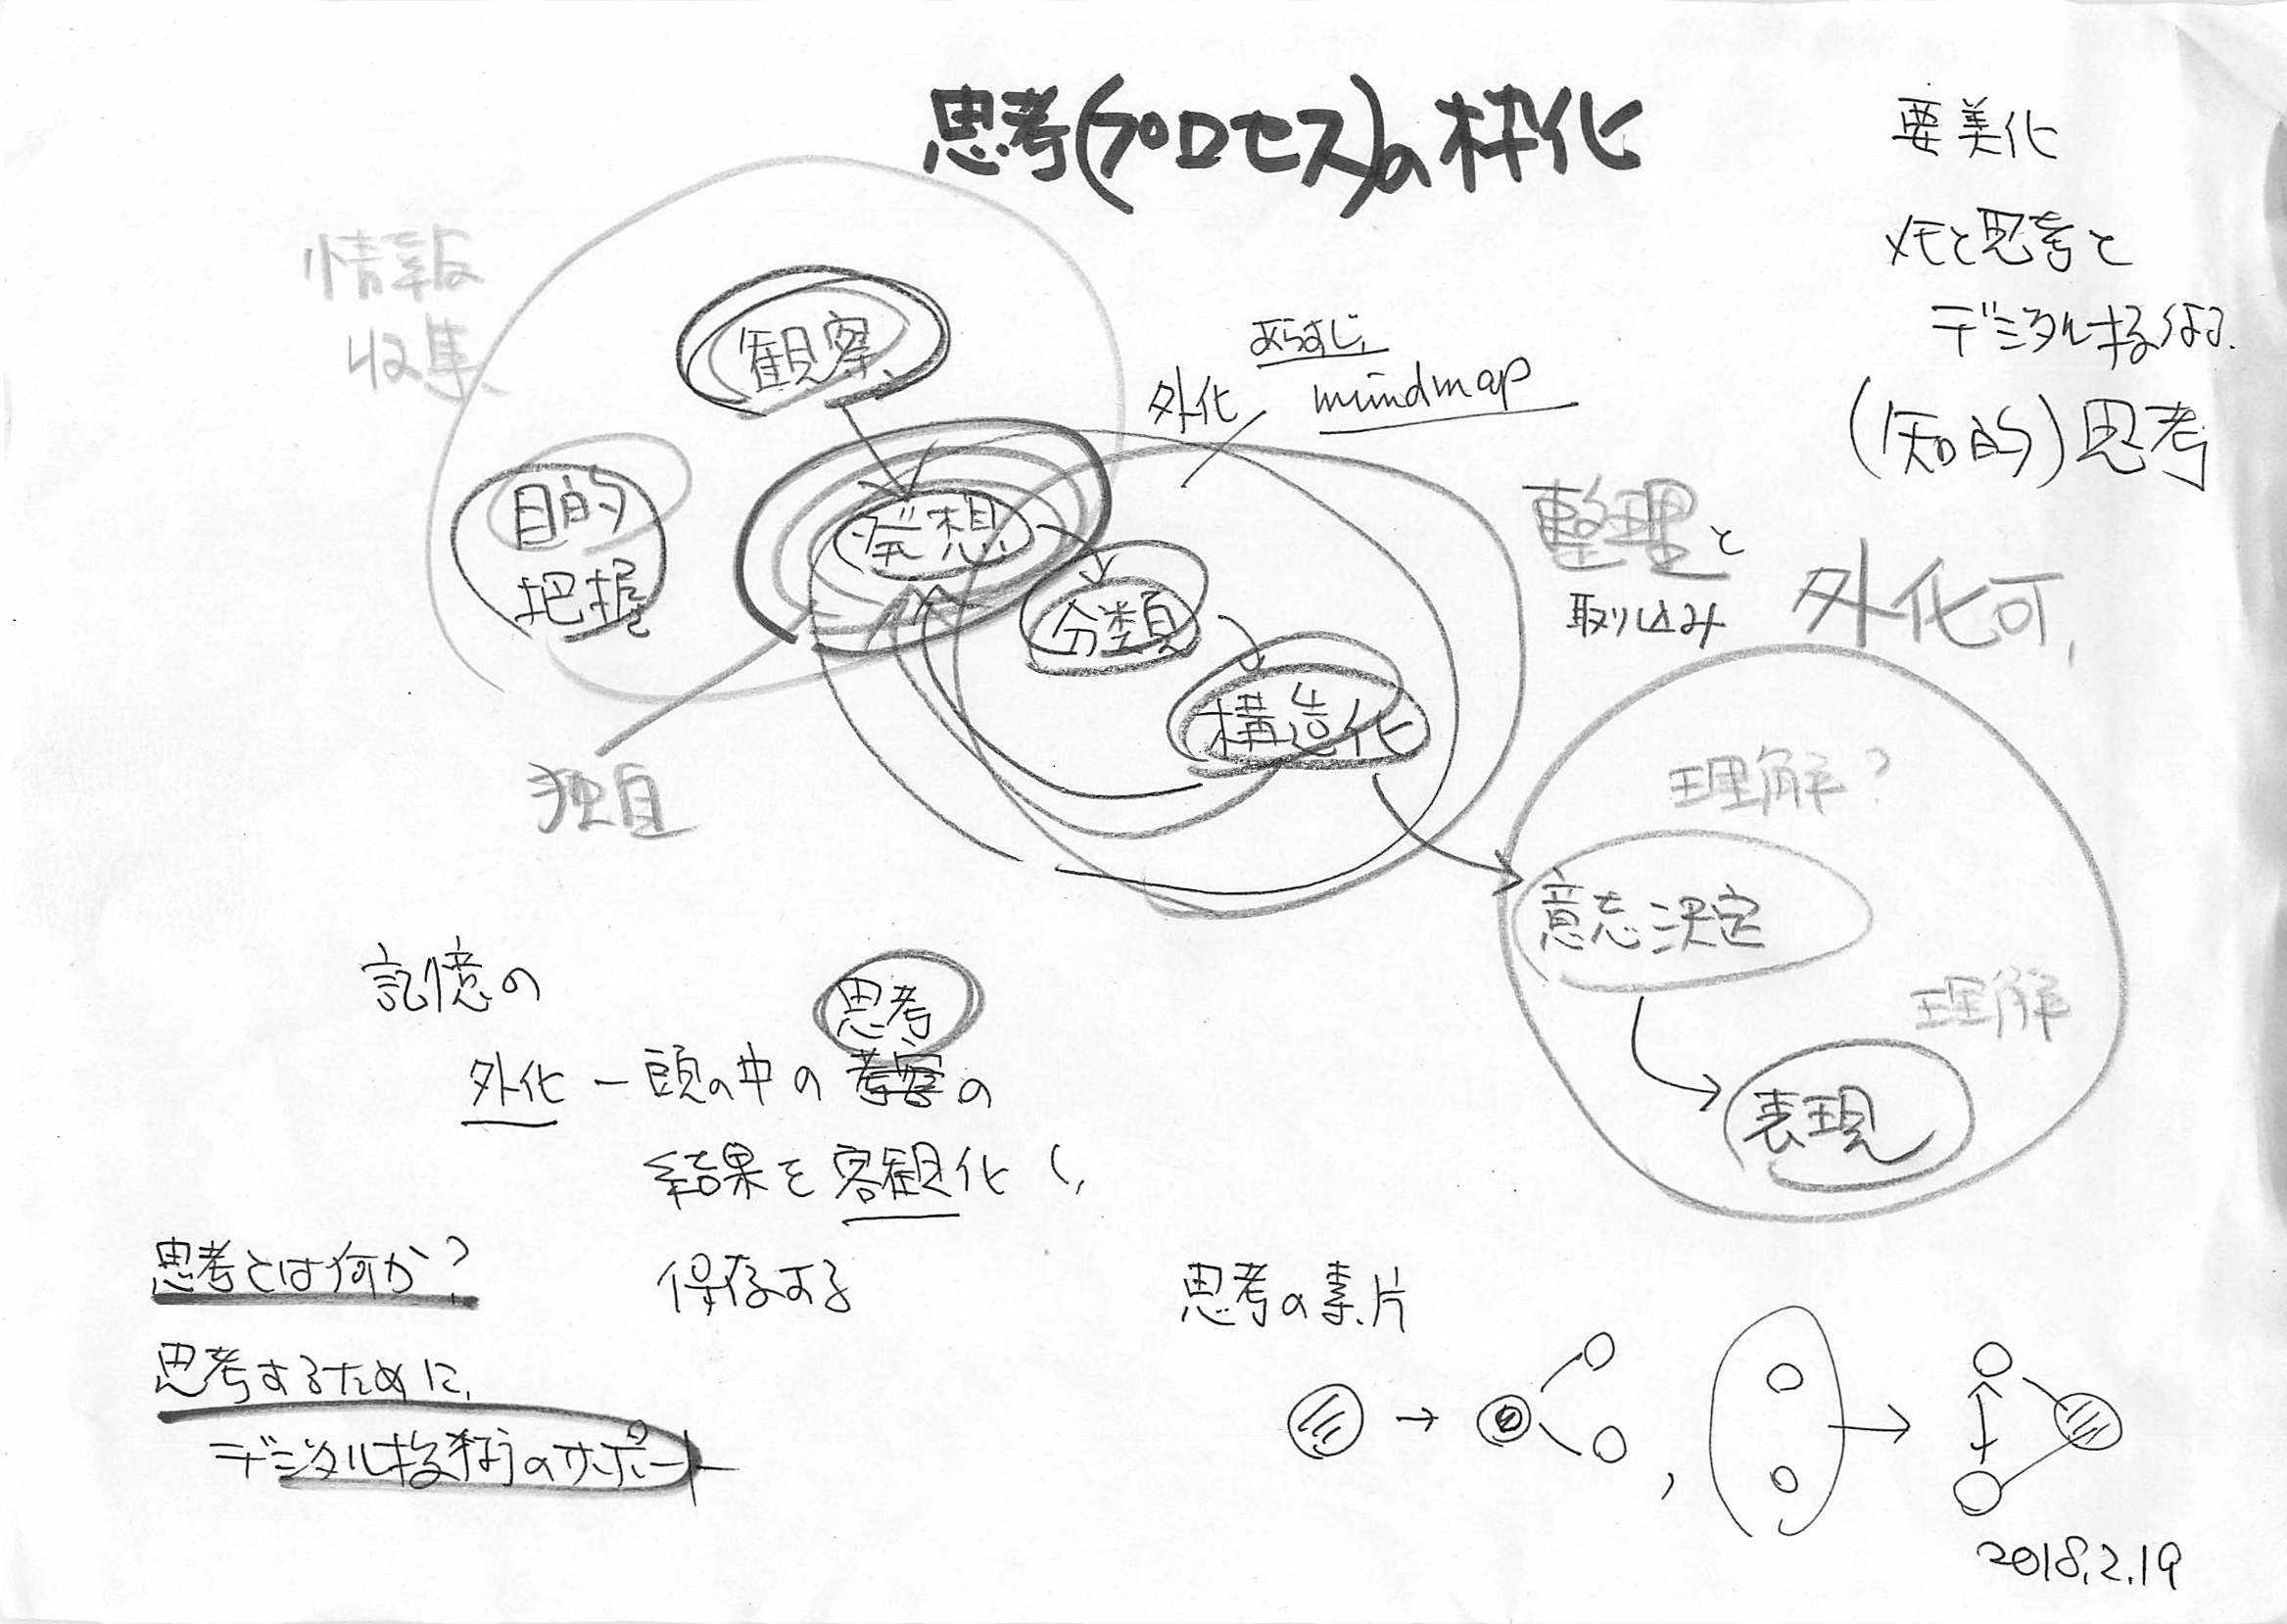 思考(プロセス)の枠化
要美化
メモと思考と
デジタル技術
(知的)思考
情報
収集
観察
あらすじ
外化
mindmap
目的
把握
発想
分類
構造化
整理と
取り込み
外化可
独自
理解?
意志決定
理解
表現
記憶の
思考
外化 — 頭の中の考察の
結果を客観化し、
保存する
思考とは何か?
思考するために、
デジタル技術のサポート
思考の素片
2018.2.19